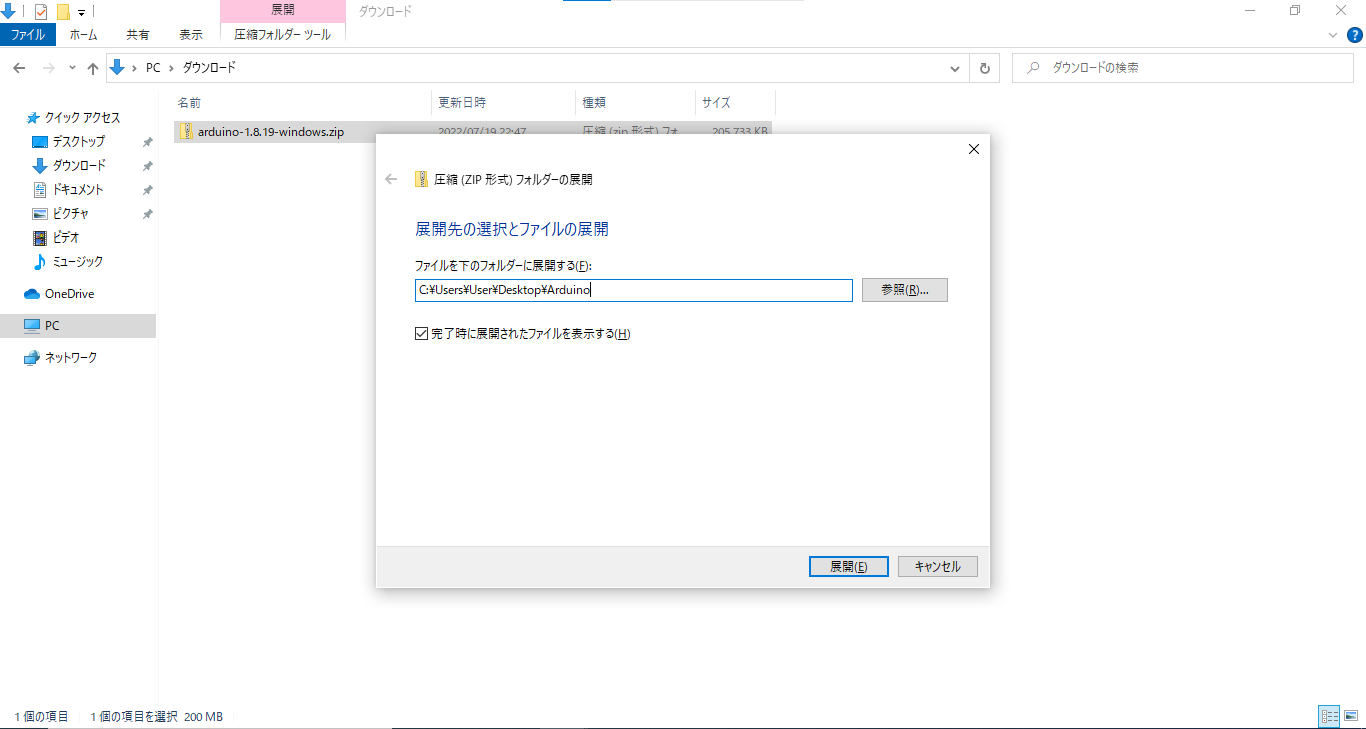 展開
ダウンロード
ファイル
ホーム
共有
表示
圧縮フォルダー ツール
?
PC
ダウンロード
ダウンロードの検索
名前
更新日時
種類
サイズ
arduino-1.8.19-windows.zip
2022/07/19 22:47
圧縮 (zip 形式) フォ...
205,733 KB
クイック アクセス
デスクトップ
ダウンロード
ドキュメント
ピクチャ
ビデオ
ミュージック
OneDrive
PC
ネットワーク
圧縮 (ZIP 形式) フォルダーの展開
展開先の選択とファイルの展開
ファイルを下のフォルダーに展開する(F):
C:¥Users¥User¥Desktop¥Arduino
参照(R)...
完了時に展開されたファイルを表示する(H)
展開(E)
キャンセル
1 個の項目
1 個の項目を選択 200 MB